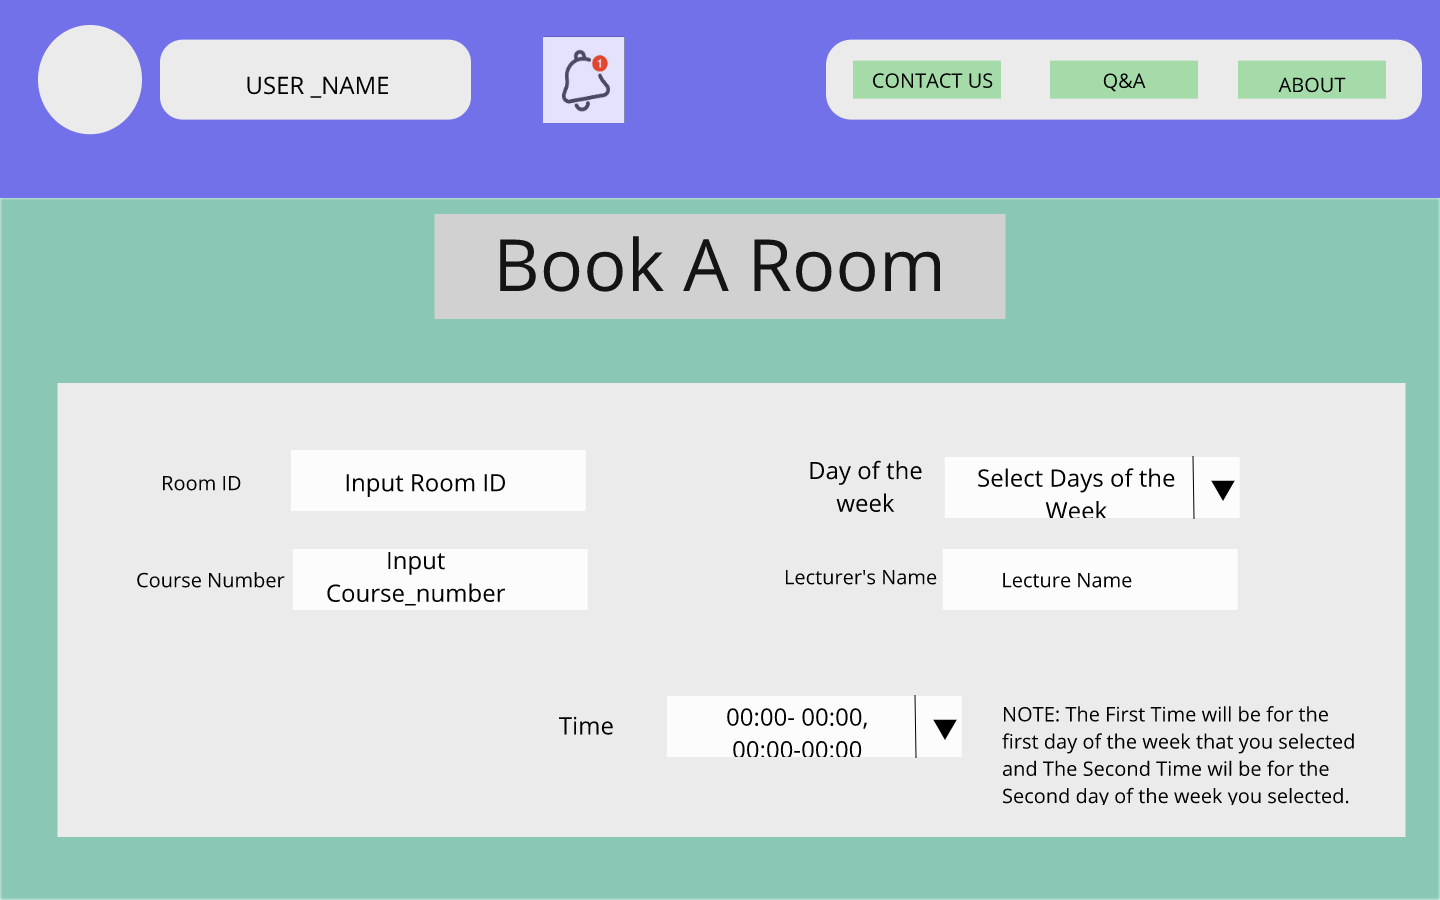 USER _NAME
1
CONTACT US
Q&A
ABOUT
Book A Room
Room ID
Input Room ID
Day of the
week
Select Days of the
Week
Course Number
Input
Course_number
Lecturer's Name
Lecture Name
Time
00:00- 00:00,
00:00-00:00
NOTE: The First Time will be for the
first day of the week that you selected
and The Second Time wil be for the
Second day of the week you selected.